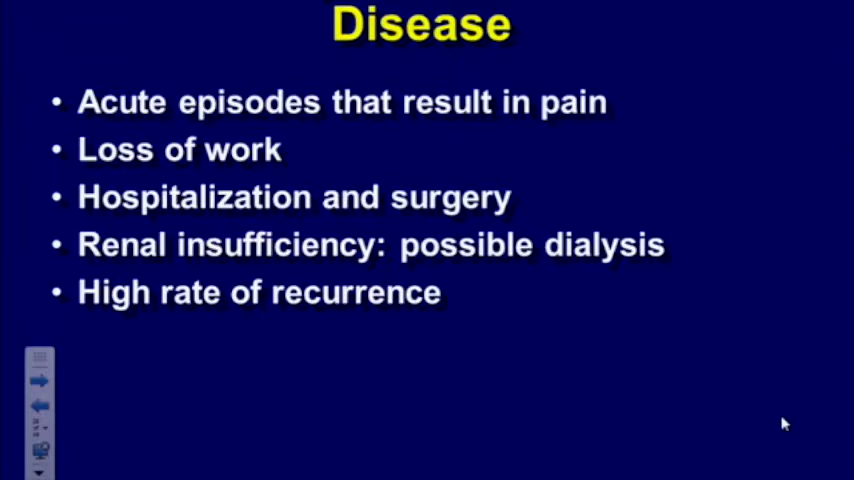 Disease
• Acute episodes that result in pain
• Loss of work
• Hospitalization and surgery
• Renal insufficiency: possible dialysis
• High rate of recurrence